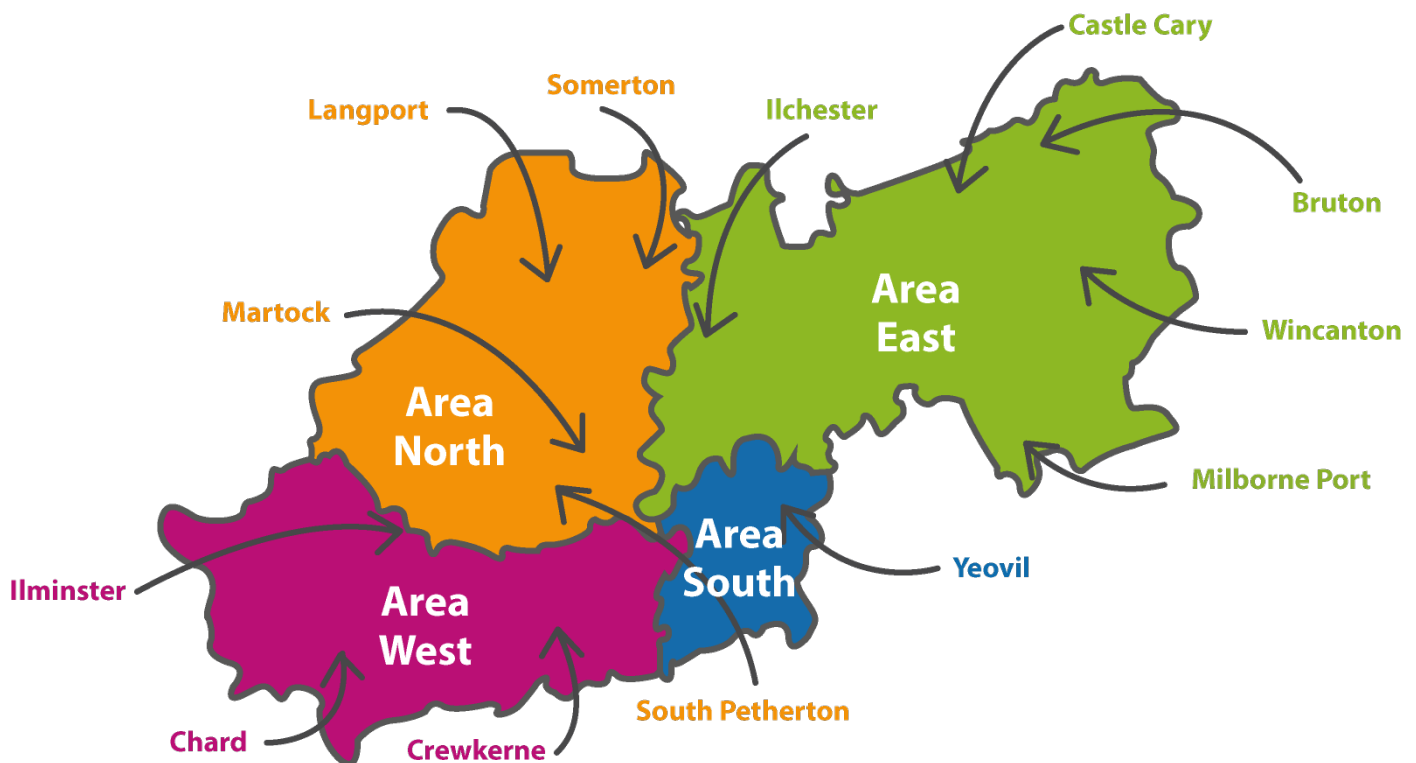 Castle Cary
Somerton
Langport
Ilchester
Bruton
Area
East
Martock
Wincanton
Area
North
Milborne Port
Area
South
Yeovil
Ilminster
Area
West
South Petherton
Chard
Crewkerne